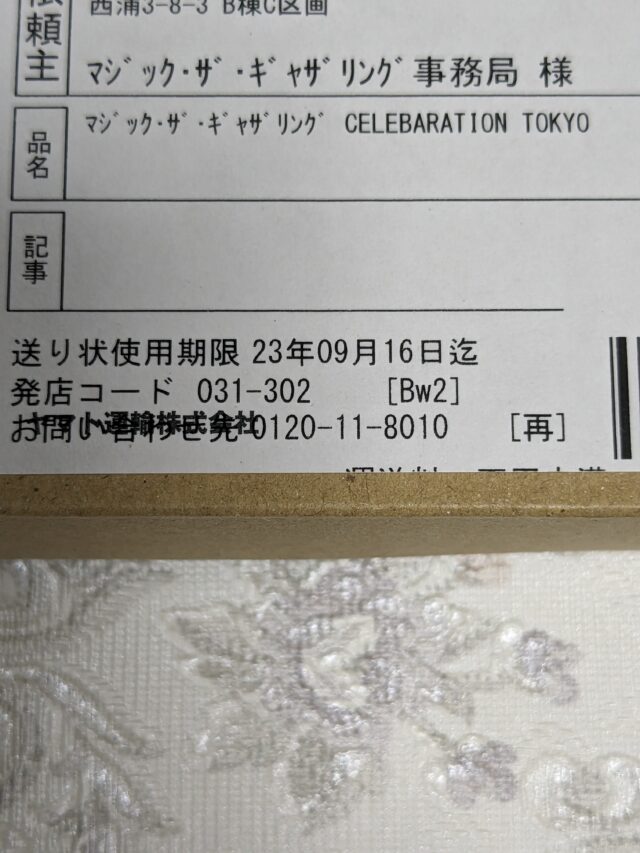 依頼主
西浦3-8-3 B棟C区画
マジック・ザ・ギャザリング事務局 様
品名
マジック・ザ・ギャザリング CELEBARATION TOKYO
記事
送り状使用期限 23年09月16日迄
発店コード 031-302 [Bw2]
ヤマト運輸株式会社
お問い合わせ先 0120-11-8010 [再]